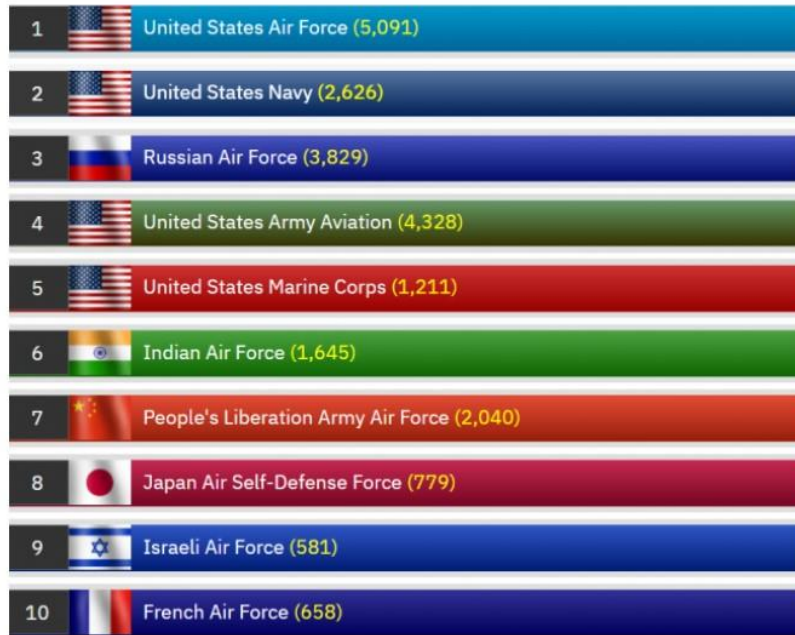 1 United States Air Force (5,091)
2 United States Navy (2,626)
3 Russian Air Force (3,829)
4 United States Army Aviation (4,328)
5 United States Marine Corps (1,211)
6 Indian Air Force (1,645)
7 People's Liberation Army Air Force (2,040)
8 Japan Air Self-Defense Force (779)
9 Israeli Air Force (581)
10 French Air Force (658)